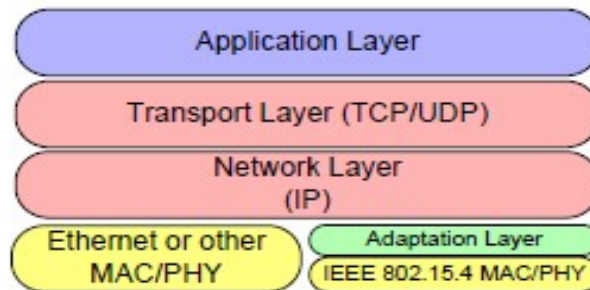 Application Layer
Transport Layer (TCP/UDP)
Network Layer
(IP)
Ethernet or other
MAC/PHY
Adaptation Layer
IEEE 802.15.4 MAC/PHY